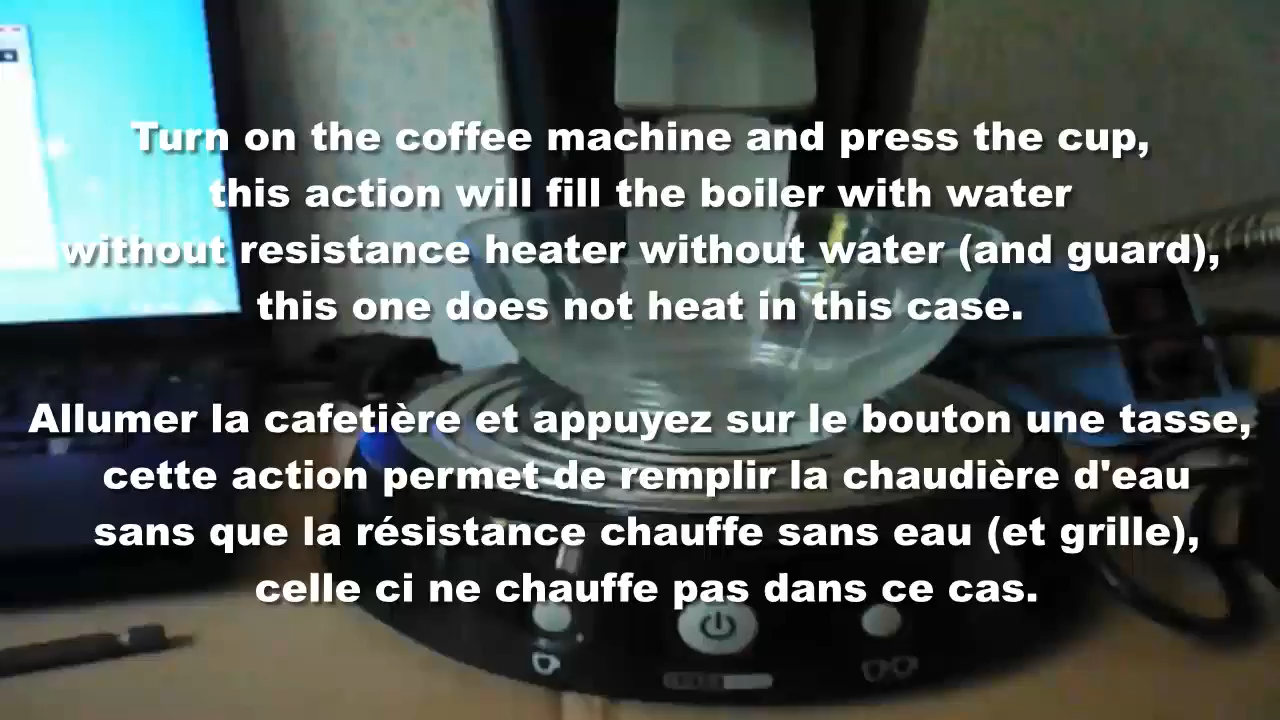 Turn on the coffee machine and press the cup,
this action will fill the boiler with water
without resistance heater without water (and guard),
this one does not heat in this case.
Allumer la cafetière et appuyez sur le bouton une tasse,
cette action permet de remplir la chaudière d'eau
sans que la résistance chauffe sans eau (et grille),
celle ci ne chauffe pas dans ce cas.